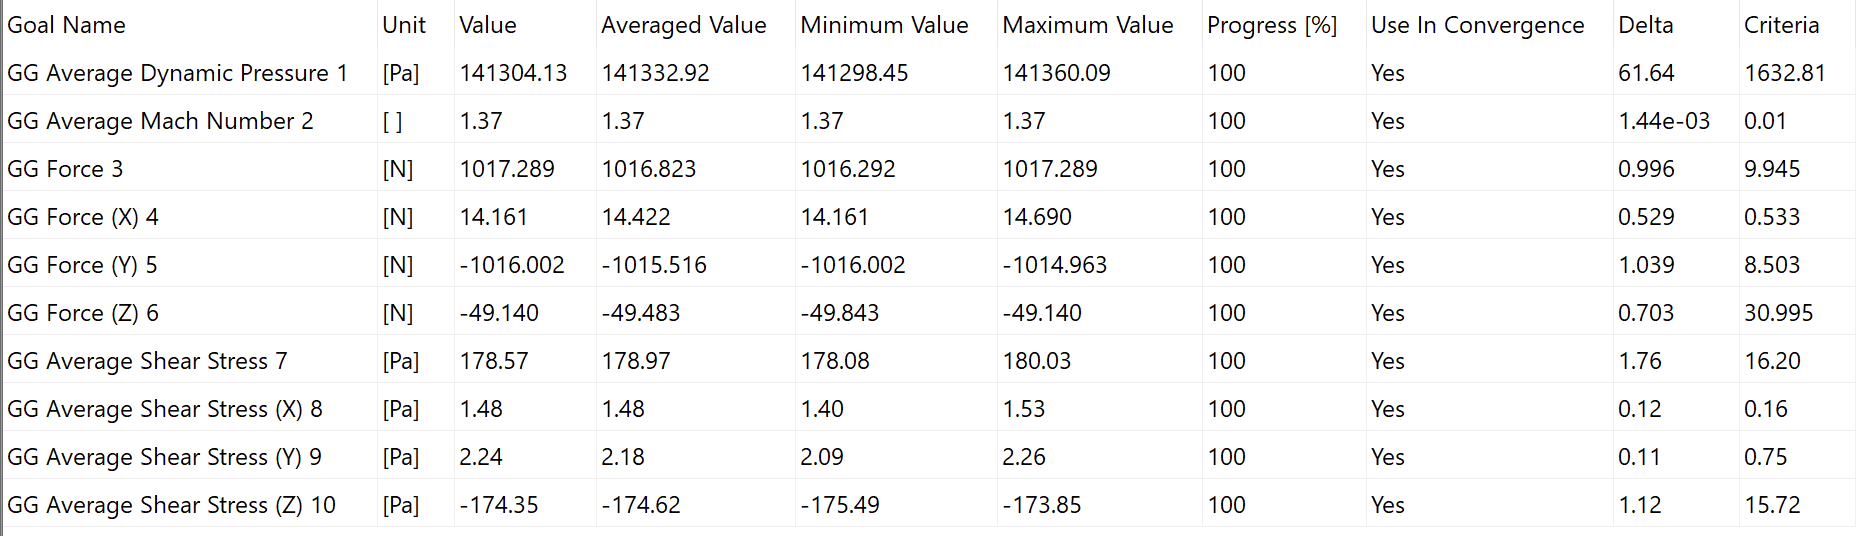 Goal Name Unit Value Averaged Value Minimum Value Maximum Value Progress [%] Use In Convergence Delta Criteria
GG Average Dynamic Pressure 1 [Pa] 141304.13 141332.92 141298.45 141360.09 100 Yes 61.64 1632.81
GG Average Mach Number 2 [ ] 1.37 1.37 1.37 1.37 100 Yes 1.44e-03 0.01
GG Force 3 [N] 1017.289 1016.823 1016.292 1017.289 100 Yes 0.996 9.945
GG Force (X) 4 [N] 14.161 14.422 14.161 14.690 100 Yes 0.529 0.533
GG Force (Y) 5 [N] -1016.002 -1015.516 -1016.002 -1014.963 100 Yes 1.039 8.503
GG Force (Z) 6 [N] -49.140 -49.483 -49.843 -49.140 100 Yes 0.703 30.995
GG Average Shear Stress 7 [Pa] 178.57 178.97 178.08 180.03 100 Yes 1.76 16.20
GG Average Shear Stress (X) 8 [Pa] 1.48 1.48 1.40 1.53 100 Yes 0.12 0.16
GG Average Shear Stress (Y) 9 [Pa] 2.24 2.18 2.09 2.26 100 Yes 0.11 0.75
GG Average Shear Stress (Z) 10 [Pa] -174.35 -174.62 -175.49 -173.85 100 Yes 1.12 15.72